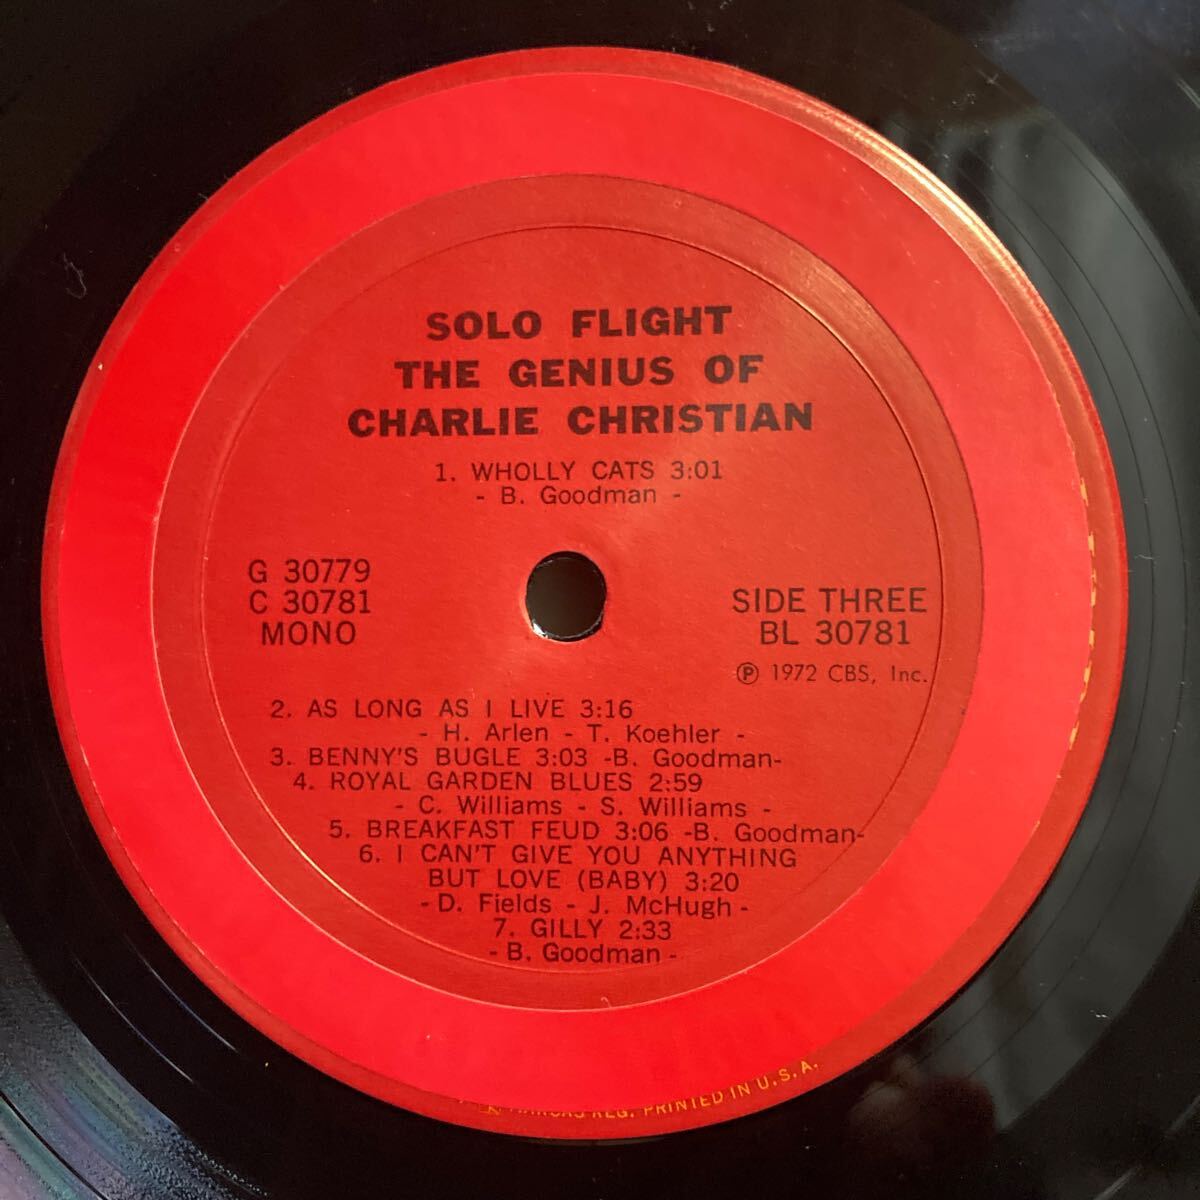 SOLO FLIGHT
THE GENIUS OF
CHARLIE CHRISTIAN
1. WHOLLY CATS 3:01
- B. Goodman -
G 30779
C 30781
MONO
SIDE THREE
BL 30781
Ⓟ 1972 CBS, Inc.
2. AS LONG AS I LIVE 3:16
- H. Arlen - T. Koehler -
3. BENNY'S BUGLE 3:03 -B. Goodman-
4. ROYAL GARDEN BLUES 2:59
- C. Williams - S. Williams -
5. BREAKFAST FEUD 3:06 -B. Goodman-
6. I CAN'T GIVE YOU ANYTHING
BUT LOVE (BABY) 3:20
-D. Fields - J. McHugh -
7. GILLY 2:33
- B. Goodman -
REG. PRINTED IN U.S.A.